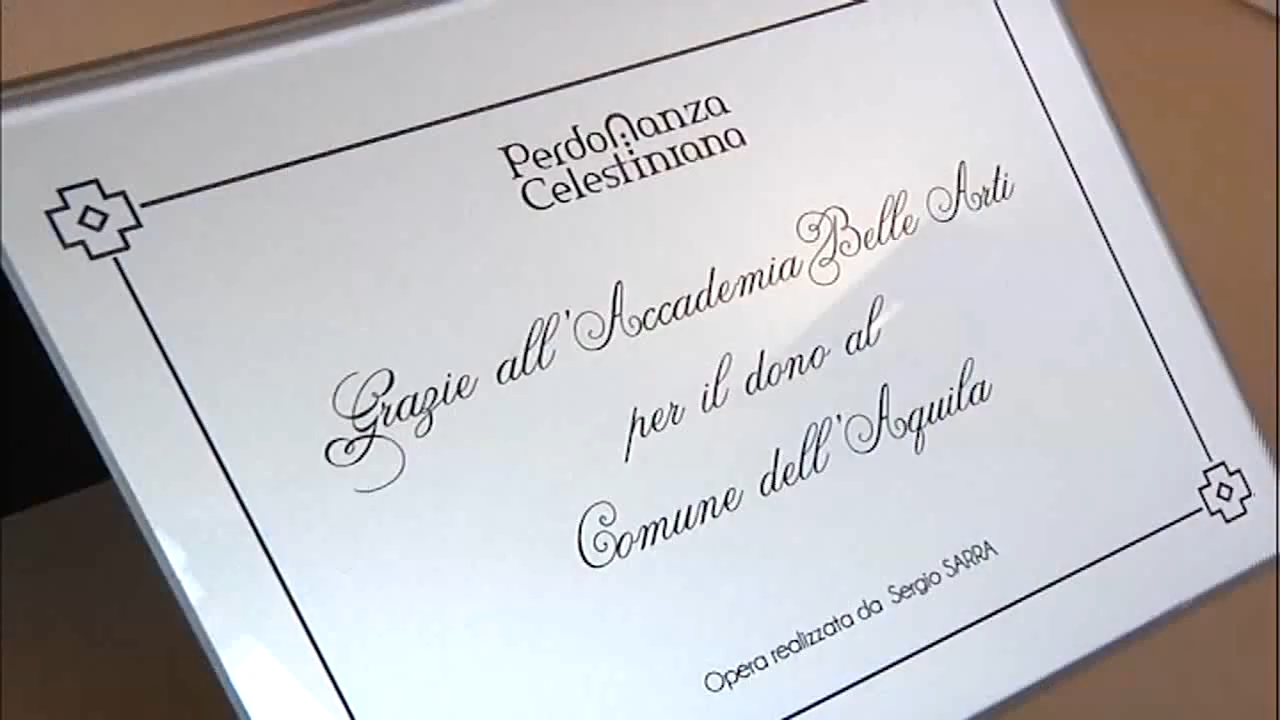 Perdonanza
Celestiniana
Grazie all'Accademia Belle Arti
per il dono al
Comune dell'Aquila
Opera realizzata da Sergio SARRA